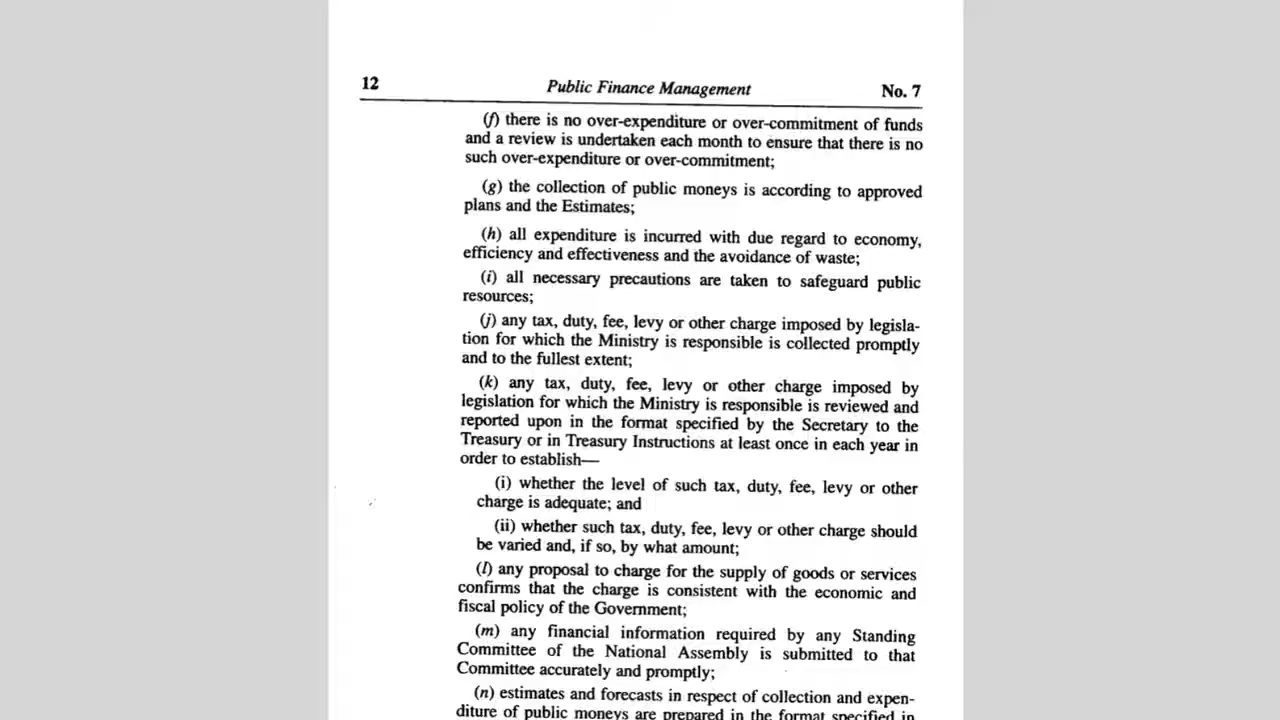 12 Public Finance Management No. 7
(f) there is no over-expenditure or over-commitment of funds
and a review is undertaken each month to ensure that there is no
such over-expenditure or over-commitment;
(g) the collection of public moneys is according to approved
plans and the Estimates;
(h) all expenditure is incurred with due regard to economy,
efficiency and effectiveness and the avoidance of waste;
(i) all necessary precautions are taken to safeguard public
resources;
(j) any tax, duty, fee, levy or other charge imposed by legisla-
tion for which the Ministry is responsible is collected promptly
and to the fullest extent;
(k) any tax, duty, fee, levy or other charge imposed by
legislation for which the Ministry is responsible is reviewed and
reported upon in the format specified by the Secretary to the
Treasury or in Treasury Instructions at least once in each year in
order to establish—
(i) whether the level of such tax, duty, fee, levy or other
charge is adequate; and
(ii) whether such tax, duty, fee, levy or other charge should
be varied and, if so, by what amount;
(l) any proposal to charge for the supply of goods or services
confirms that the charge is consistent with the economic and
fiscal policy of the Government;
(m) any financial information required by any Standing
Committee of the National Assembly is submitted to that
Committee accurately and promptly;
(n) estimates and forecasts in respect of collection and expen-
diture of public moneys are prepared in the format specified in